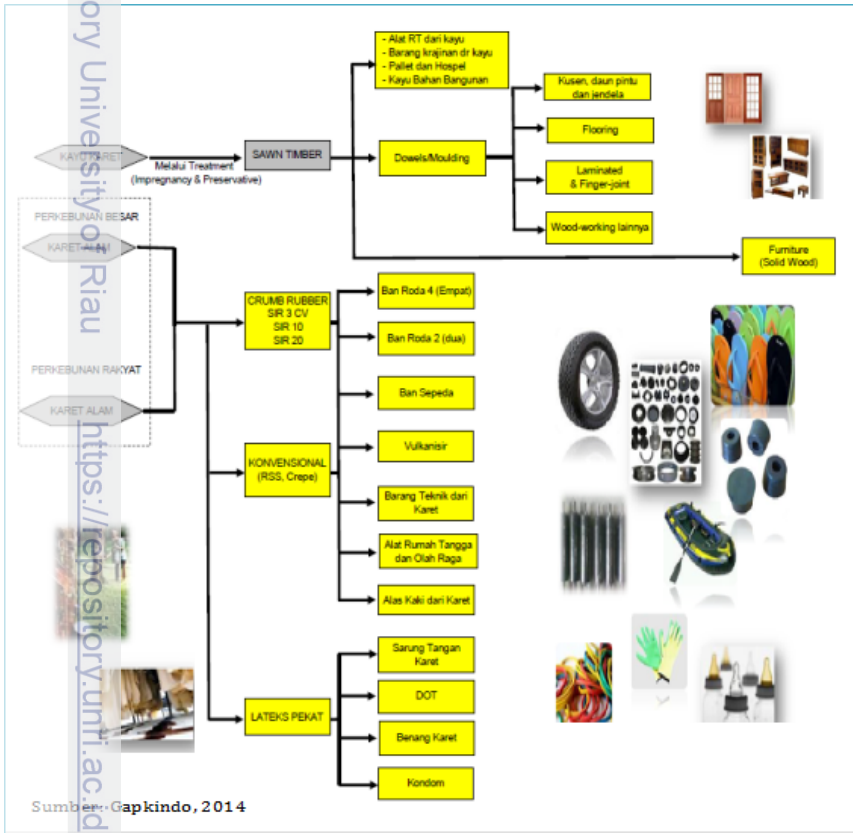 - Alat RT dari kayu
- Barang krajinan dr kayu
- Pallet dan Hospel
- Kayu Bahan Bangunan
Kusen, daun pintu
dan jendela
KAYU KARET
Melalui Treatment
(Impregnancy & Preservative)
SAWN TIMBER
Dowels/Moulding
Flooring
Laminated
& Finger-joint
Wood-working lainnya
Furniture
(Solid Wood)
PERKEBUNAN BESAR
KARET ALAM
PERKEBUNAN RAKYAT
KARET ALAM
CRUMB RUBBER
SIR 3 CV
SIR 10
SIR 20
Ban Roda 4 (Empat)
Ban Roda 2 (dua)
Ban Sepeda
KONVENSIONAL
(RSS, Crepe)
Vulkanisir
Barang Teknik dari
Karet
Alat Rumah Tangga
dan Olah Raga
Alas Kaki dari Karet
LATEKS PEKAT
Sarung Tangan
Karet
DOT
Benang Karet
Kondom
Sumber: Gapkindo, 2014
ory University of Riau
https://repository.unri.ac.id